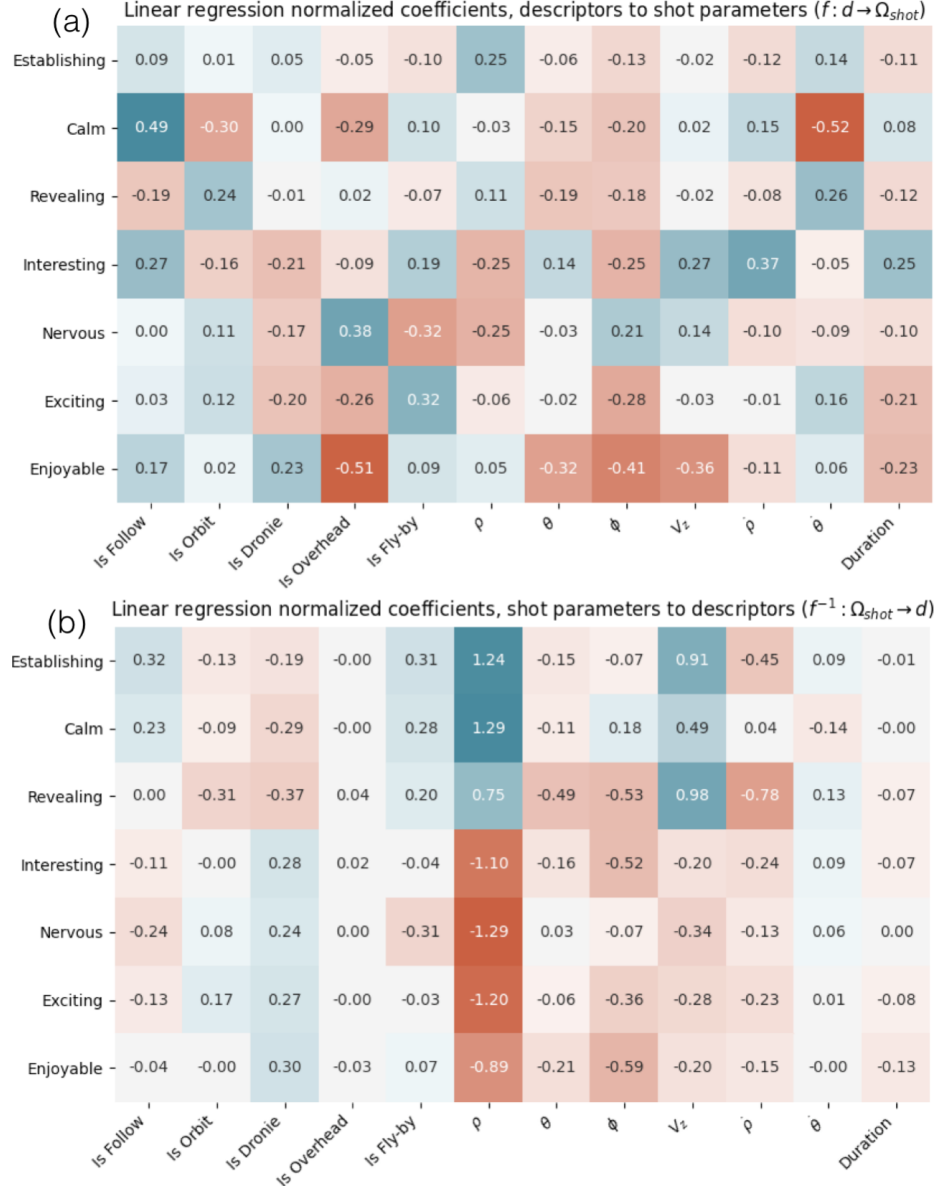 (a)
Linear regression normalized coefficients, descriptors to shot parameters (f : d → Ω_shot)
Establishing 0.09 0.01 0.05 -0.05 -0.10 0.25 -0.06 -0.13 -0.02 -0.12 0.14 -0.11
Calm 0.49 -0.30 0.00 -0.29 0.10 -0.03 -0.15 -0.20 0.02 0.15 -0.52 0.08
Revealing -0.19 0.24 -0.01 0.02 -0.07 0.11 -0.19 -0.18 -0.02 -0.08 0.26 -0.12
Interesting 0.27 -0.16 -0.21 -0.09 0.19 -0.25 0.14 -0.25 0.27 0.37 -0.05 0.25
Nervous 0.00 0.11 -0.17 0.38 -0.32 -0.25 -0.03 0.21 0.14 -0.10 -0.09 -0.10
Exciting 0.03 0.12 -0.20 -0.26 0.32 -0.06 -0.02 -0.28 -0.03 -0.01 0.16 -0.21
Enjoyable 0.17 0.02 0.23 -0.51 0.09 0.05 -0.32 -0.41 -0.36 -0.11 0.06 -0.23
Is Follow Is Orbit Is Dronie Is Overhead Is Fly-by ρ θ ϕ V_z ρ̇ θ̇ Duration
(b)
Linear regression normalized coefficients, shot parameters to descriptors (f⁻¹ : Ω_shot → d)
Establishing 0.32 -0.13 -0.19 -0.00 0.31 1.24 -0.15 -0.07 0.91 -0.45 0.09 -0.01
Calm 0.23 -0.09 -0.29 -0.00 0.28 1.29 -0.11 0.18 0.49 0.04 -0.14 -0.00
Revealing 0.00 -0.31 -0.37 0.04 0.20 0.75 -0.49 -0.53 0.98 -0.78 0.13 -0.07
Interesting -0.11 -0.00 0.28 0.02 -0.04 -1.10 -0.16 -0.52 -0.20 -0.24 0.09 -0.07
Nervous -0.24 0.08 0.24 0.00 -0.31 -1.29 0.03 -0.07 -0.34 -0.13 0.06 0.00
Exciting -0.13 0.17 0.27 -0.00 -0.03 -1.20 -0.06 -0.36 -0.28 -0.23 0.01 -0.08
Enjoyable -0.04 -0.00 0.30 -0.03 0.07 -0.89 -0.21 -0.59 -0.20 -0.15 -0.00 -0.13
Is Follow Is Orbit Is Dronie Is Overhead Is Fly-by ρ θ ϕ V_z ρ̇ θ̇ Duration